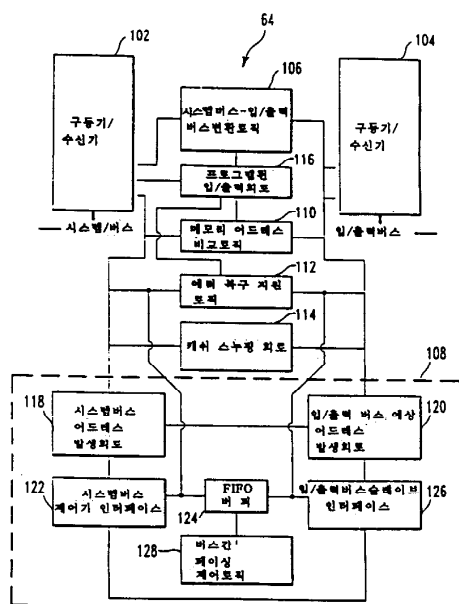 102
64
104
106
구동기/
수신기
시스템버스-입/출력
버스변환로직
구동기/
수신기
116
프로그램된
입/출력회로
시스템/버스
110
메모리 어드레스
비교로직
입/출력버스
112
에러 복구 지원
로직
114
캐쉬 스누핑 회로
108
118
시스템버스
어드레스
발생회로
입/출력 버스 예상
어드레스
발생회로
120
122
시스템버스
제어기 인터페이스
FIFO
버퍼
124
입/출력버스슬레이브
인터페이스
126
128
버스간
페이싱
제어로직